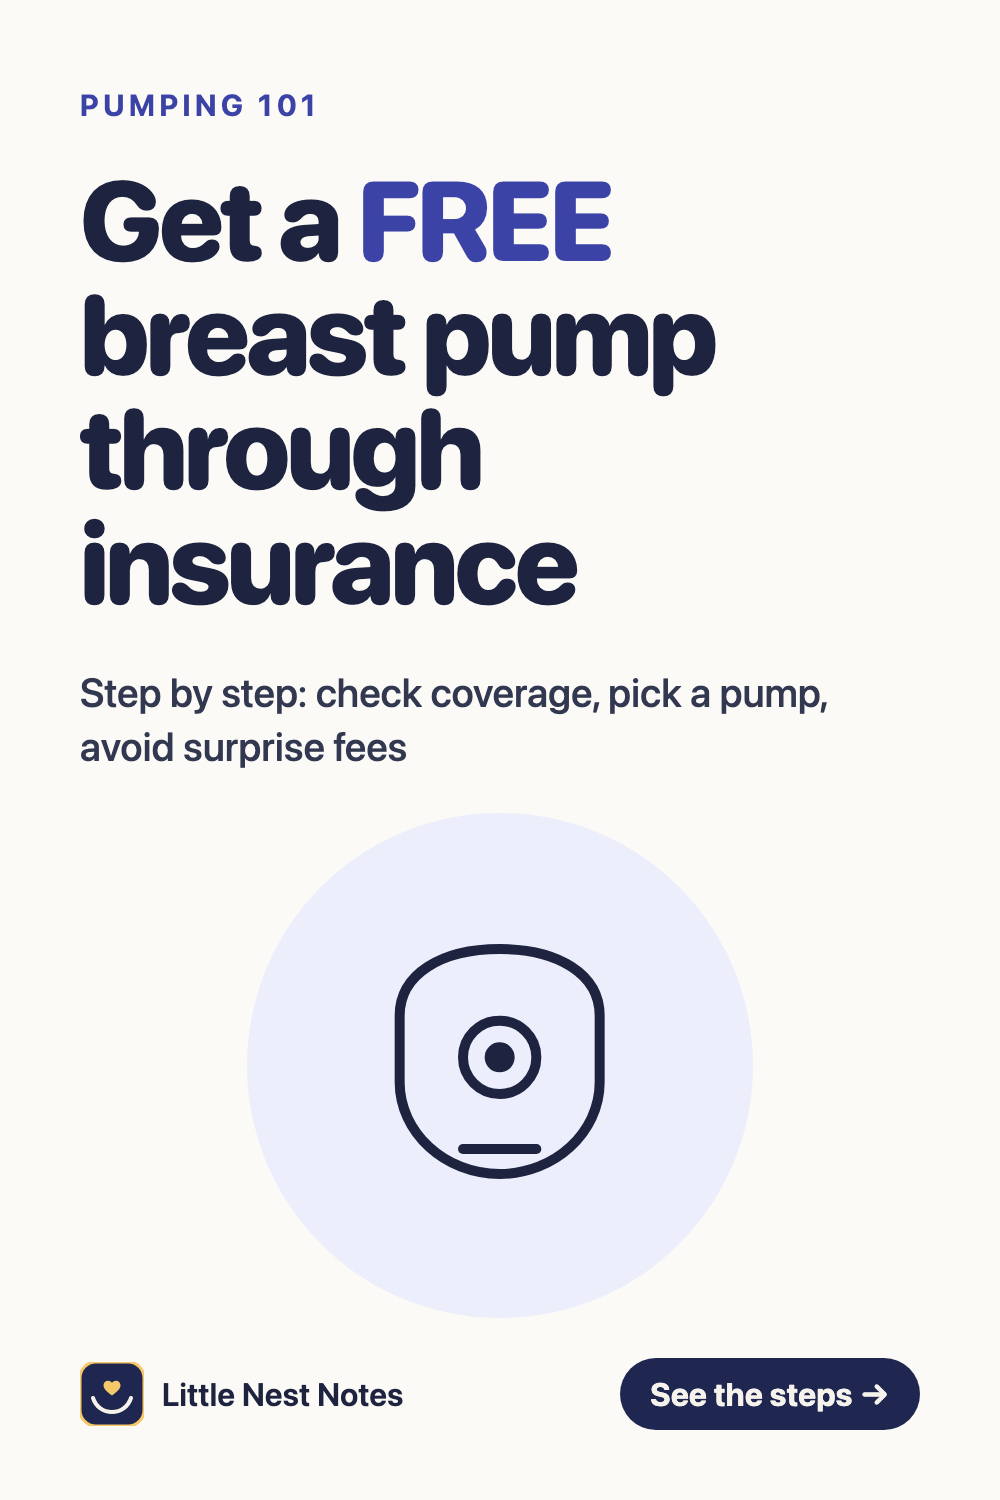 PUMPING 101
Get a FREE
breast pump
through
insurance
Step by step: check coverage, pick a pump,
avoid surprise fees
Little Nest Notes
See the steps →